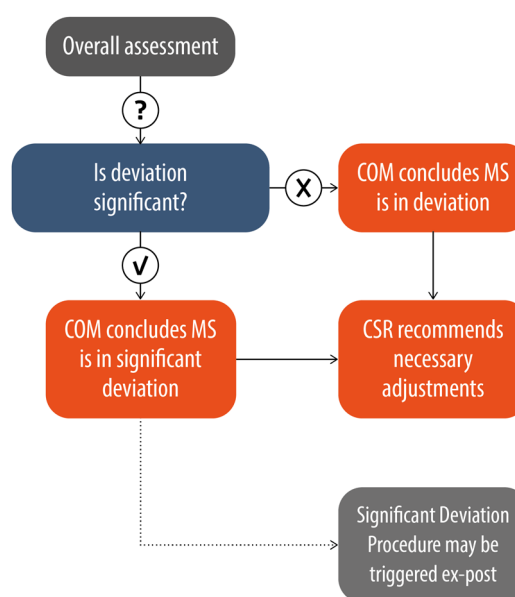 Overall assessment
?
Is deviation
significant?
X
COM concludes MS
is in deviation
√
COM concludes MS
is in significant
deviation
CSR recommends
necessary
adjustments
Significant Deviation
Procedure may be
triggered ex-post